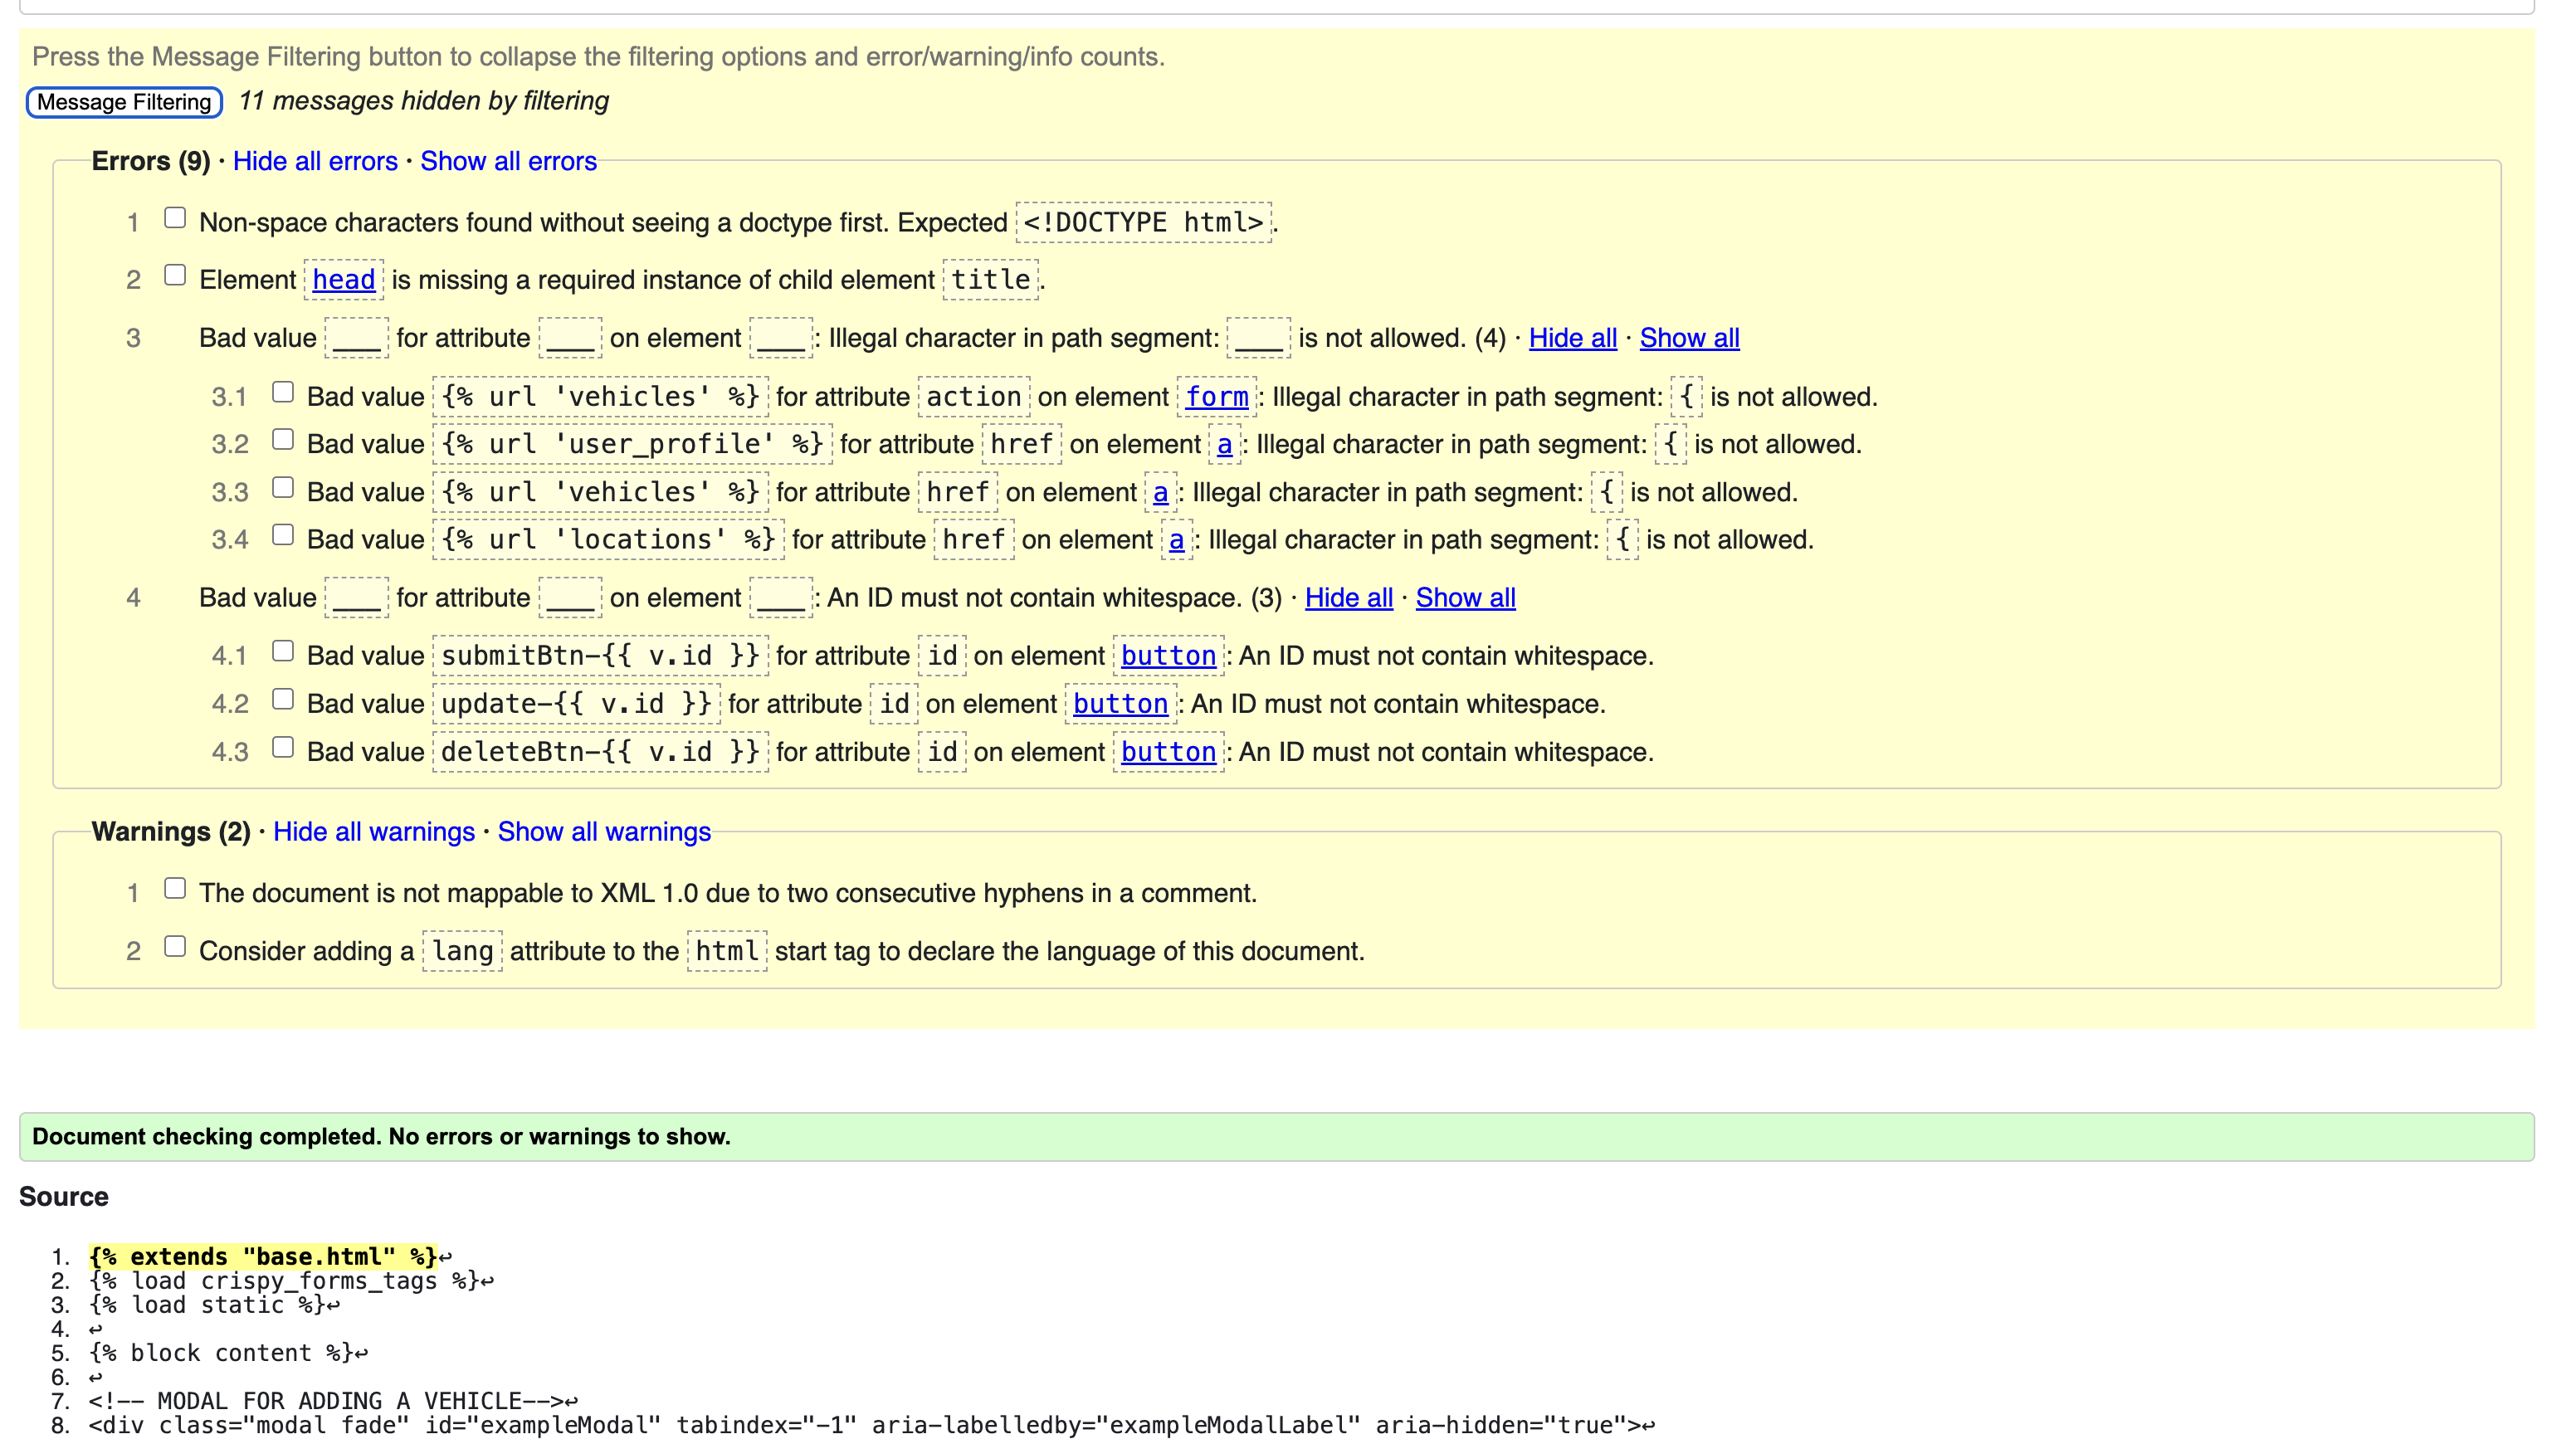 Press the Message Filtering button to collapse the filtering options and error/warning/info counts.
Message Filtering 11 messages hidden by filtering
Errors (9) · Hide all errors · Show all errors
1 Non-space characters found without seeing a doctype first. Expected <!DOCTYPE html>.
2 Element head is missing a required instance of child element title.
3 Bad value ___ for attribute ___ on element ___: Illegal character in path segment: ___ is not allowed. (4) · Hide all · Show all
3.1 Bad value {% url 'vehicles' %} for attribute action on element form: Illegal character in path segment: { is not allowed.
3.2 Bad value {% url 'user_profile' %} for attribute href on element a: Illegal character in path segment: { is not allowed.
3.3 Bad value {% url 'vehicles' %} for attribute href on element a: Illegal character in path segment: { is not allowed.
3.4 Bad value {% url 'locations' %} for attribute href on element a: Illegal character in path segment: { is not allowed.
4 Bad value ___ for attribute ___ on element ___: An ID must not contain whitespace. (3) · Hide all · Show all
4.1 Bad value submitBtn-{{ v.id }} for attribute id on element button: An ID must not contain whitespace.
4.2 Bad value update-{{ v.id }} for attribute id on element button: An ID must not contain whitespace.
4.3 Bad value deleteBtn-{{ v.id }} for attribute id on element button: An ID must not contain whitespace.
Warnings (2) · Hide all warnings · Show all warnings
1 The document is not mappable to XML 1.0 due to two consecutive hyphens in a comment.
2 Consider adding a lang attribute to the html start tag to declare the language of this document.
Document checking completed. No errors or warnings to show.
Source
1. {% extends "base.html" %}↩
2. {% load crispy_forms_tags %}↩
3. {% load static %}↩
4. ↩
5. {% block content %}↩
6. ↩
7. <!-- MODAL FOR ADDING A VEHICLE-->↩
8. <div class="modal fade" id="exampleModal" tabindex="-1" aria-labelledby="exampleModalLabel" aria-hidden="true">↩